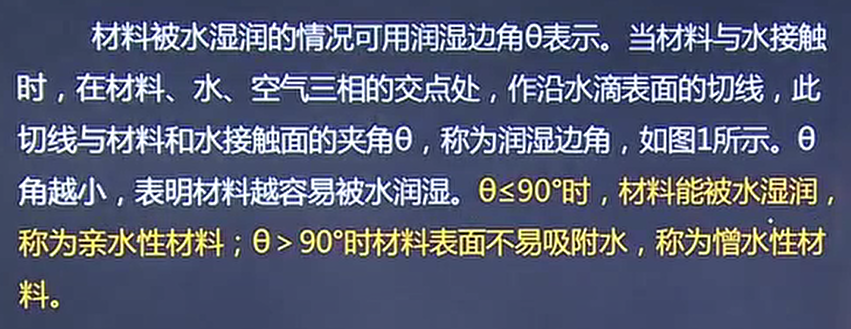 材料被水湿润的情况可用润湿边角θ表示。当材料与水接触
时，在材料、水、空气三相的交点处，作沿水滴表面的切线，此
切线与材料和水接触面的夹角θ，称为润湿边角，如图1所示。θ
角越小，表明材料越容易被水润湿。θ≤90°时，材料能被水湿润，
称为亲水性材料；θ＞90°时材料表面不易吸附水，称为憎水性材
料。